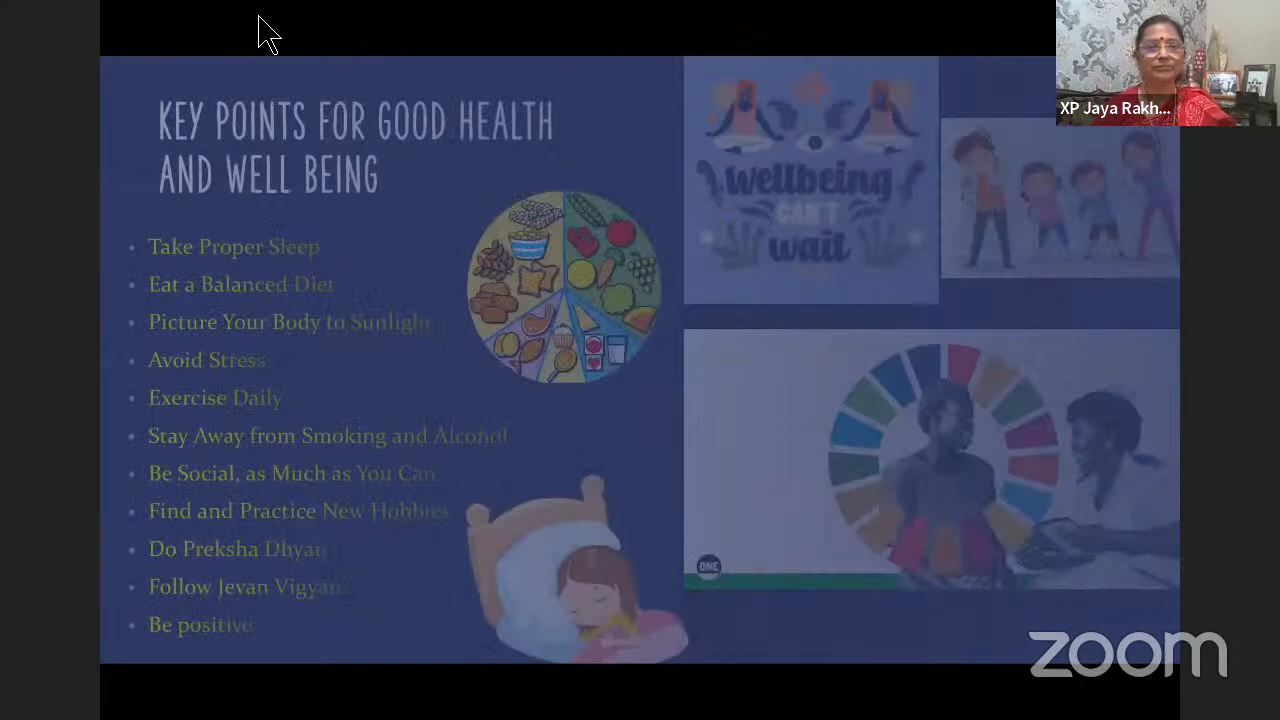 XP Jaya Rakh...
KEY POINTS FOR GOOD HEALTH
AND WELL BEING
• Take Proper Sleep
• Eat a Balanced Diet
• Picture Your Body to Sunlight
• Avoid Stress
• Exercise Daily
• Stay Away from Smoking and Alcohol
• Be Social, as Much as You Can
• Find and Practice New Hobbies
• Do Preksha Dhyan
• Follow Jevan Vigyan
• Be positive
Wellbeing
CAN'T
wait
ONE
zoom